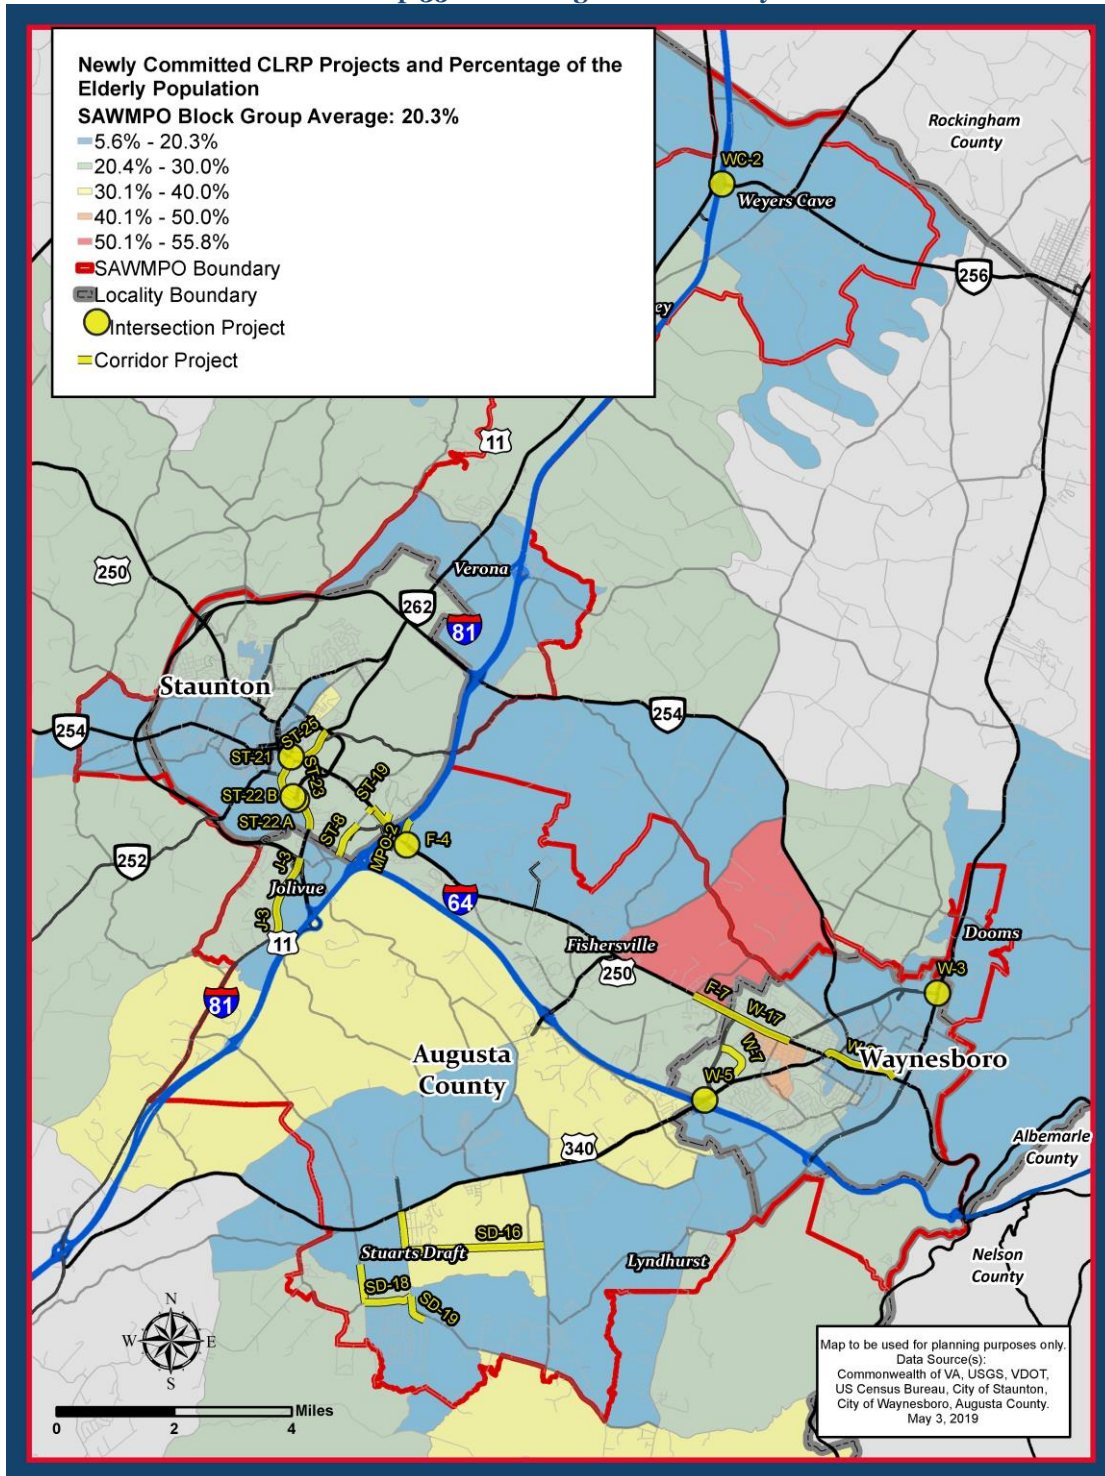 Newly Committed CLRP Projects and Percentage of the
Elderly Population
SAWMPO Block Group Average: 20.3%
5.6% - 20.3%
20.4% - 30.0%
30.1% - 40.0%
40.1% - 50.0%
50.1% - 55.8%
SAWMPO Boundary
Locality Boundary
Intersection Project
Corridor Project
Rockingham
County
WC-2
Weyers Cave
256
ey
11
250
Verona
262
81
Staunton
254
254
ST-25
ST-21
ST-23
ST-19
ST-22 B
ST-22 A
ST-8
MPO-2
F-4
252
J-3
Jolivue
64
J-3
11
Fishersville
250
Dooms
W-3
81
F-7
W-17
W-7
Waynesboro
Augusta
County
W-5
340
Albemarle
County
SD-16
Stuarts Draft
Lyndhurst
Nelson
County
SD-18
SD-19
N
W
E
S
Miles
0
2
4
Map to be used for planning purposes only.
Data Source(s):
Commonwealth of VA, USGS, VDOT,
US Census Bureau, City of Staunton,
City of Waynesboro, Augusta County.
May 3, 2019